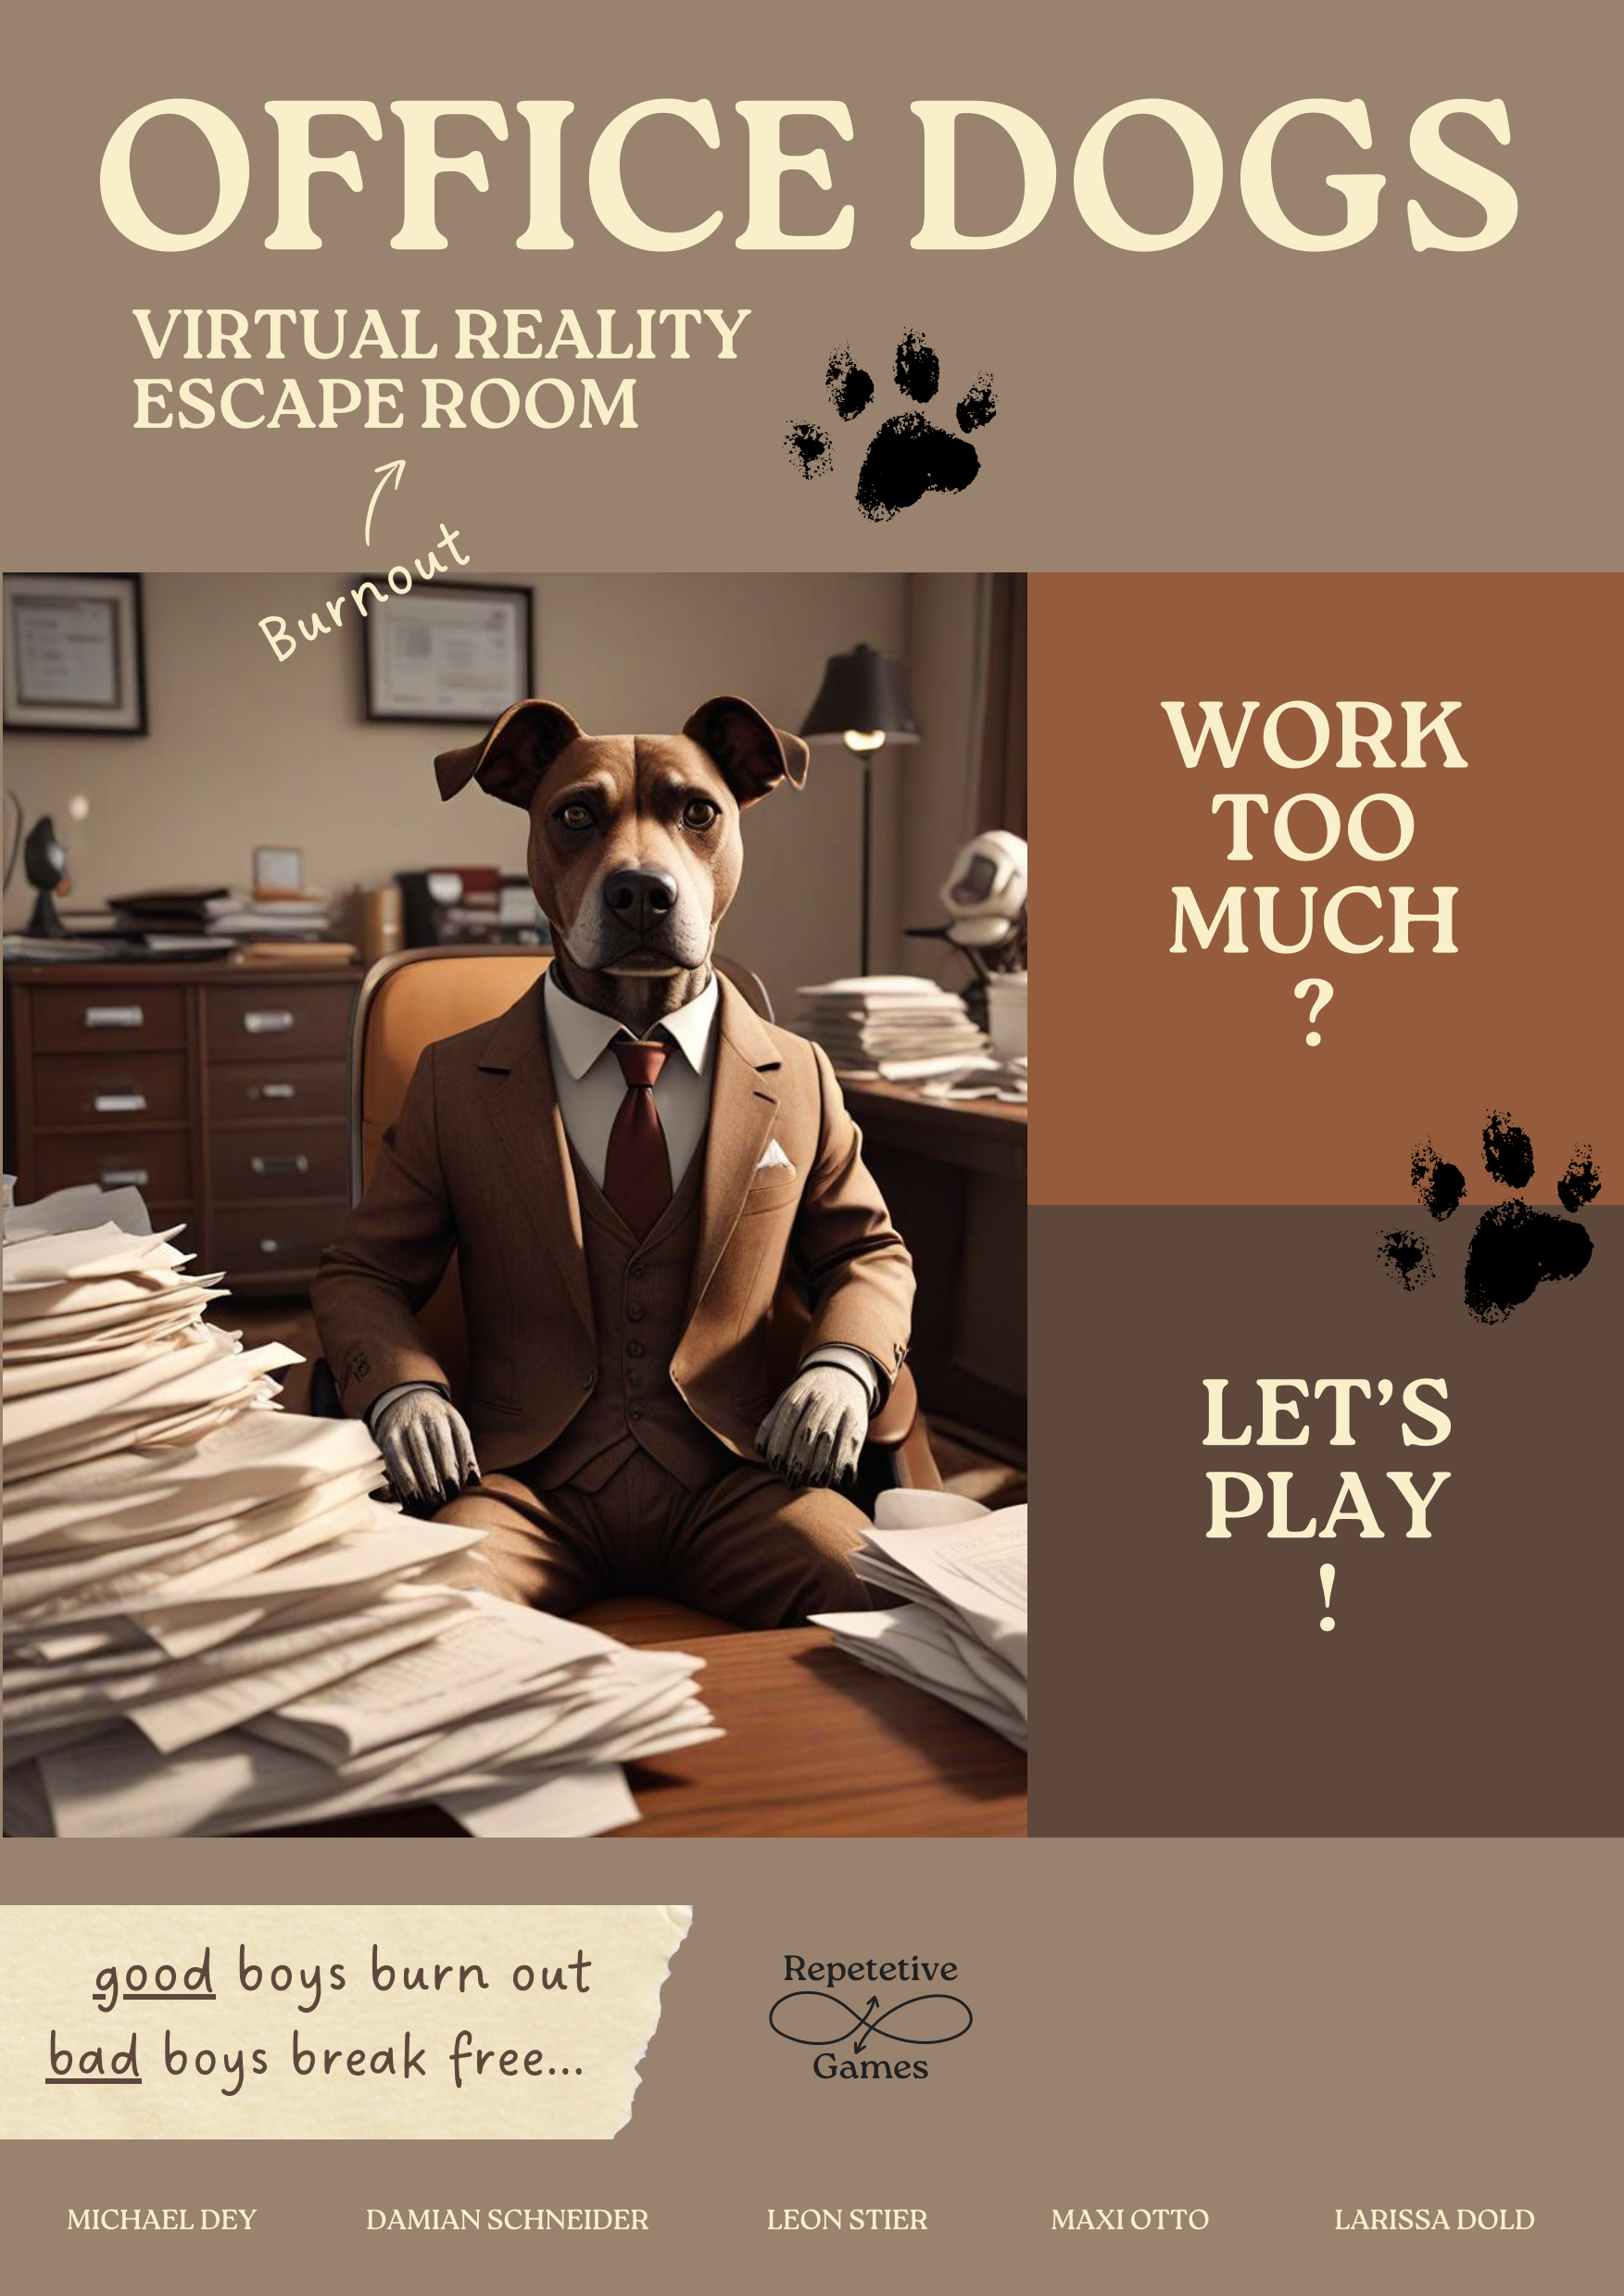 OFFICE DOGS
VIRTUAL REALITY
ESCAPE ROOM
Burnout
WORK
TOO
MUCH
?
LET'S
PLAY
!
good boys burn out
bad boys break free...
Repetetive
Games
MICHAEL DEY
DAMIAN SCHNEIDER
LEON STIER
MAXI OTTO
LARISSA DOLD